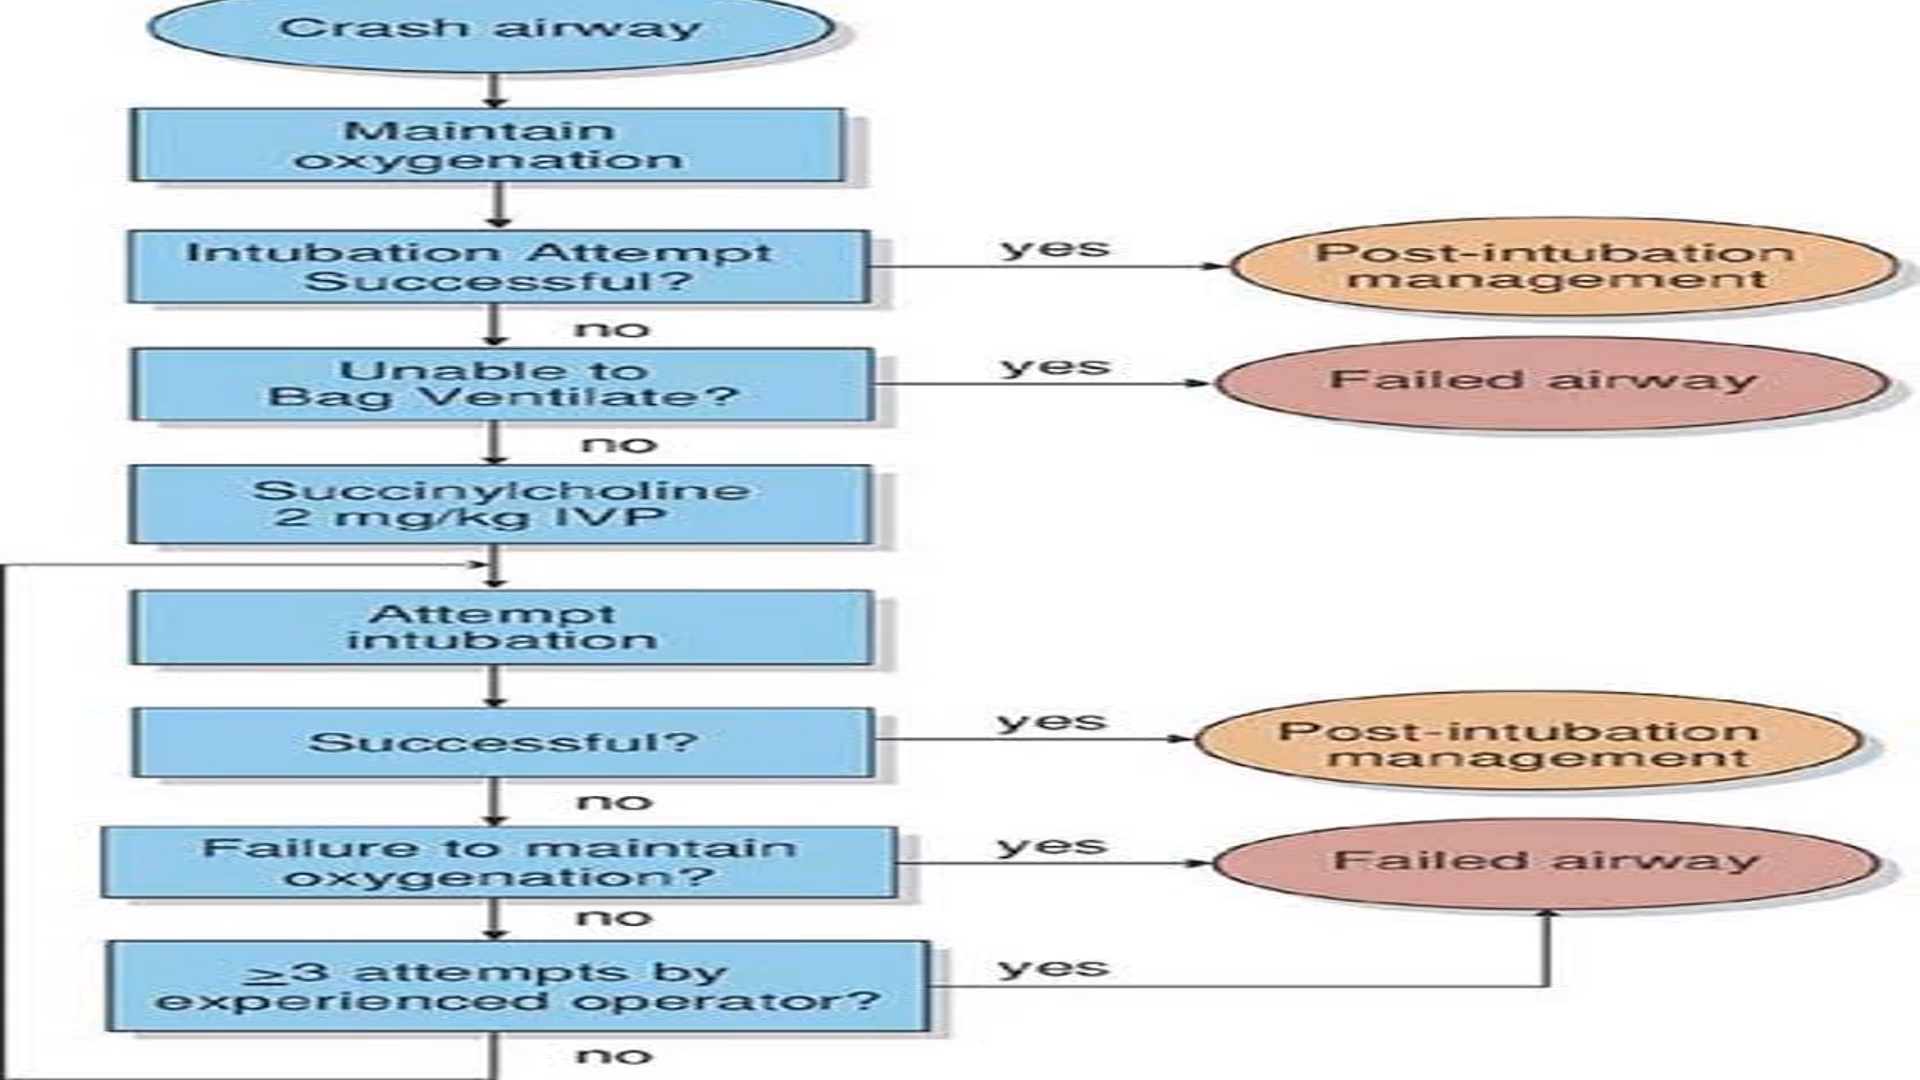 Crash airway
Maintain
oxygenation
Intubation Attempt
Successful?
yes
Post-intubation
management
no
Unable to
Bag Ventilate?
yes
Failed airway
no
Succinylcholine
2 mg/kg IVP
Attempt
intubation
Successful?
yes
Post-intubation
management
no
Failure to maintain
oxygenation?
yes
Failed airway
no
≥3 attempts by
experienced operator?
yes
no